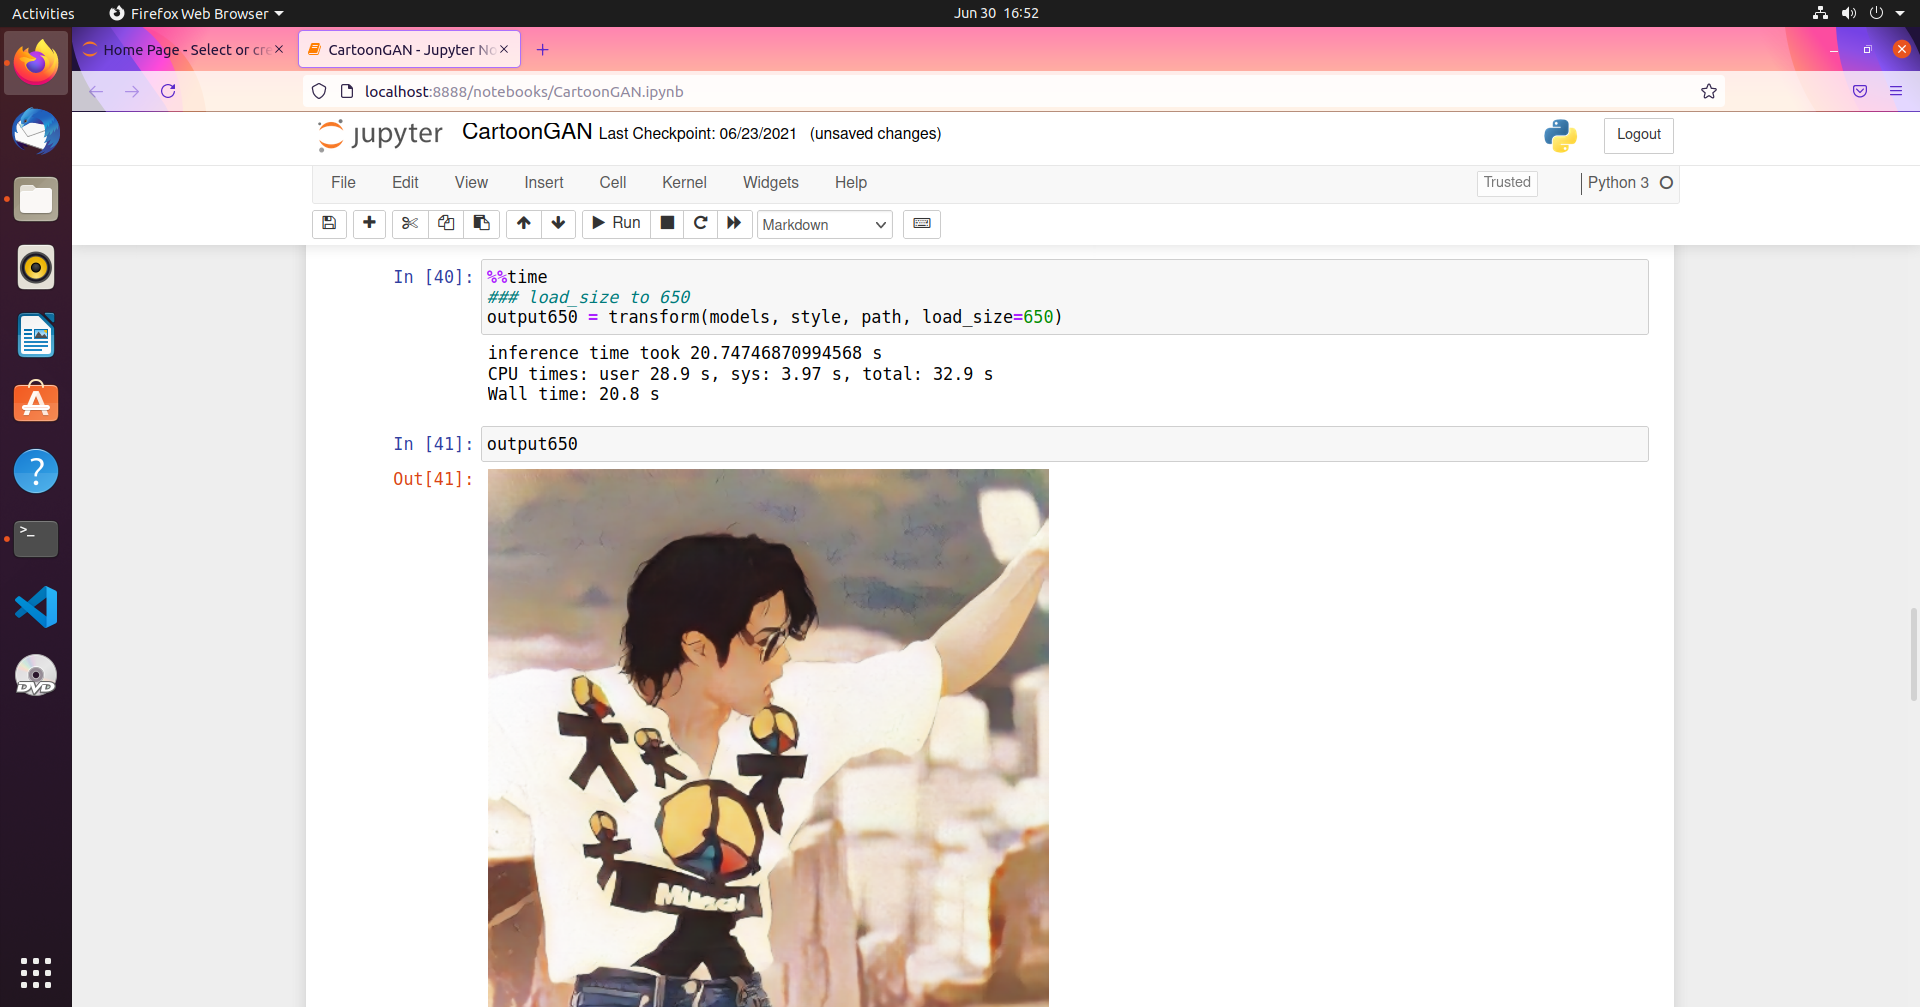 Activities
Firefox Web Browser
Jun 30 16:52
Home Page - Select or cre
CartoonGAN - Jupyter No
localhost:8888/notebooks/CartoonGAN.ipynb
jupyter
CartoonGAN Last Checkpoint: 06/23/2021 (unsaved changes)
Logout
File Edit View Insert Cell Kernel Widgets Help
Trusted
Python 3
Run
Markdown
In [40]:
%%time
### load_size to 650
output650 = transform(models, style, path, load_size=650)
inference time took 20.74746870994568 s
CPU times: user 28.9 s, sys: 3.97 s, total: 32.9 s
Wall time: 20.8 s
In [41]:
output650
Out[41]:
DVD